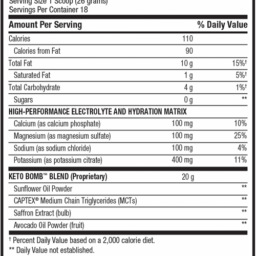 Serving Size 1 Scoop (26 grams)
Servings Per Container 18
Amount Per Serving % Daily Value
Calories 110
Calories from Fat 90
Total Fat 10 g 15%†
Saturated Fat 1 g 5%†
Total Carbohydrate 4 g 1%†
Sugars 0 g **
HIGH-PERFORMANCE ELECTROLYTE AND HYDRATION MATRIX
Calcium (as calcium phosphate) 100 mg 10%
Magnesium (as magnesium sulfate) 100 mg 25%
Sodium (as sodium chloride) 100 mg 4%
Potassium (as potassium citrate) 400 mg 11%
KETO BOMB™ BLEND (Proprietary) 20 g
Sunflower Oil Powder **
CAPTEX® Medium Chain Triglycerides (MCTs) **
Saffron Extract (bulb) **
Avocado Oil Powder (fruit) **
† Percent Daily Value based on a 2,000 calorie diet.
** Daily Value not established.